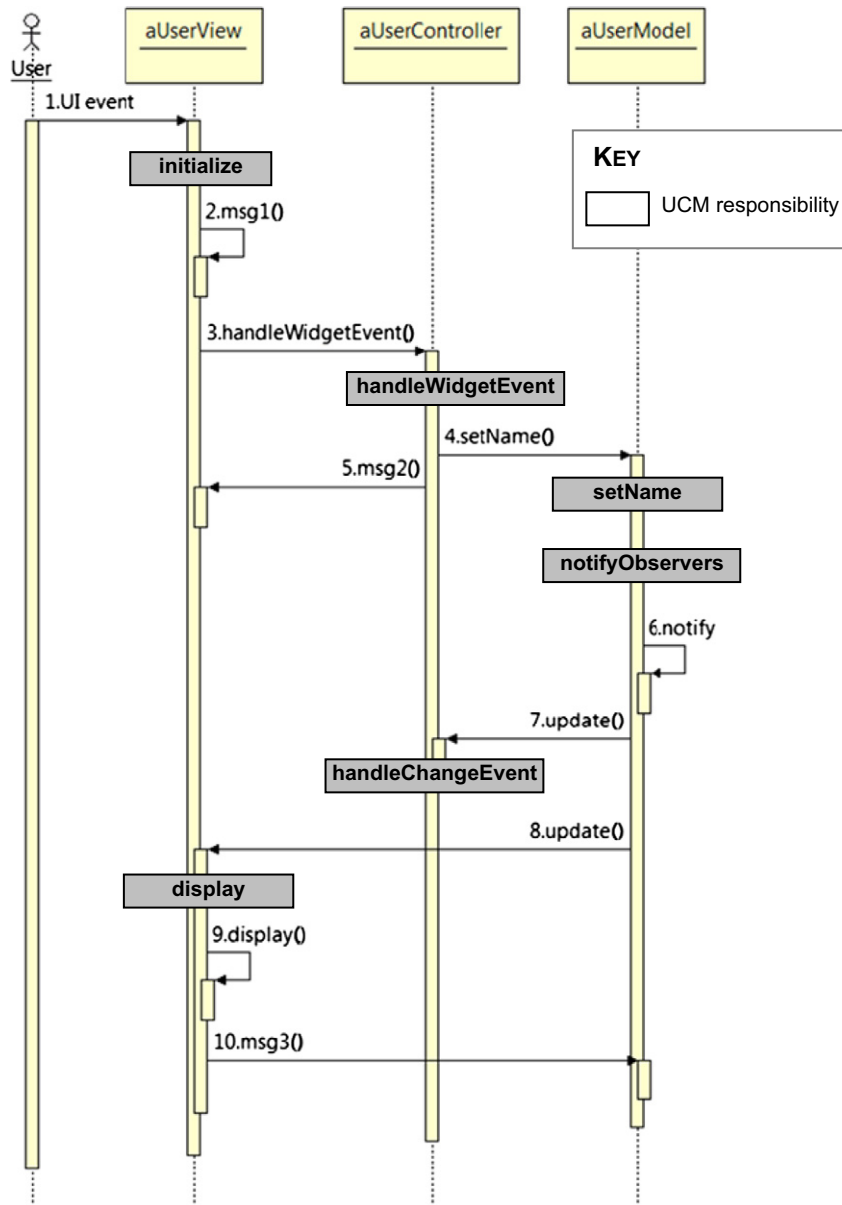 aUserView
aUserController
aUserModel
User
1.UI event
KEY
UCM responsibility
initialize
2.msg1()
3.handleWidgetEvent()
handleWidgetEvent
4.setName()
5.msg2()
setName
notifyObservers
6.notify
7.update()
handleChangeEvent
8.update()
display
9.display()
10.msg3()